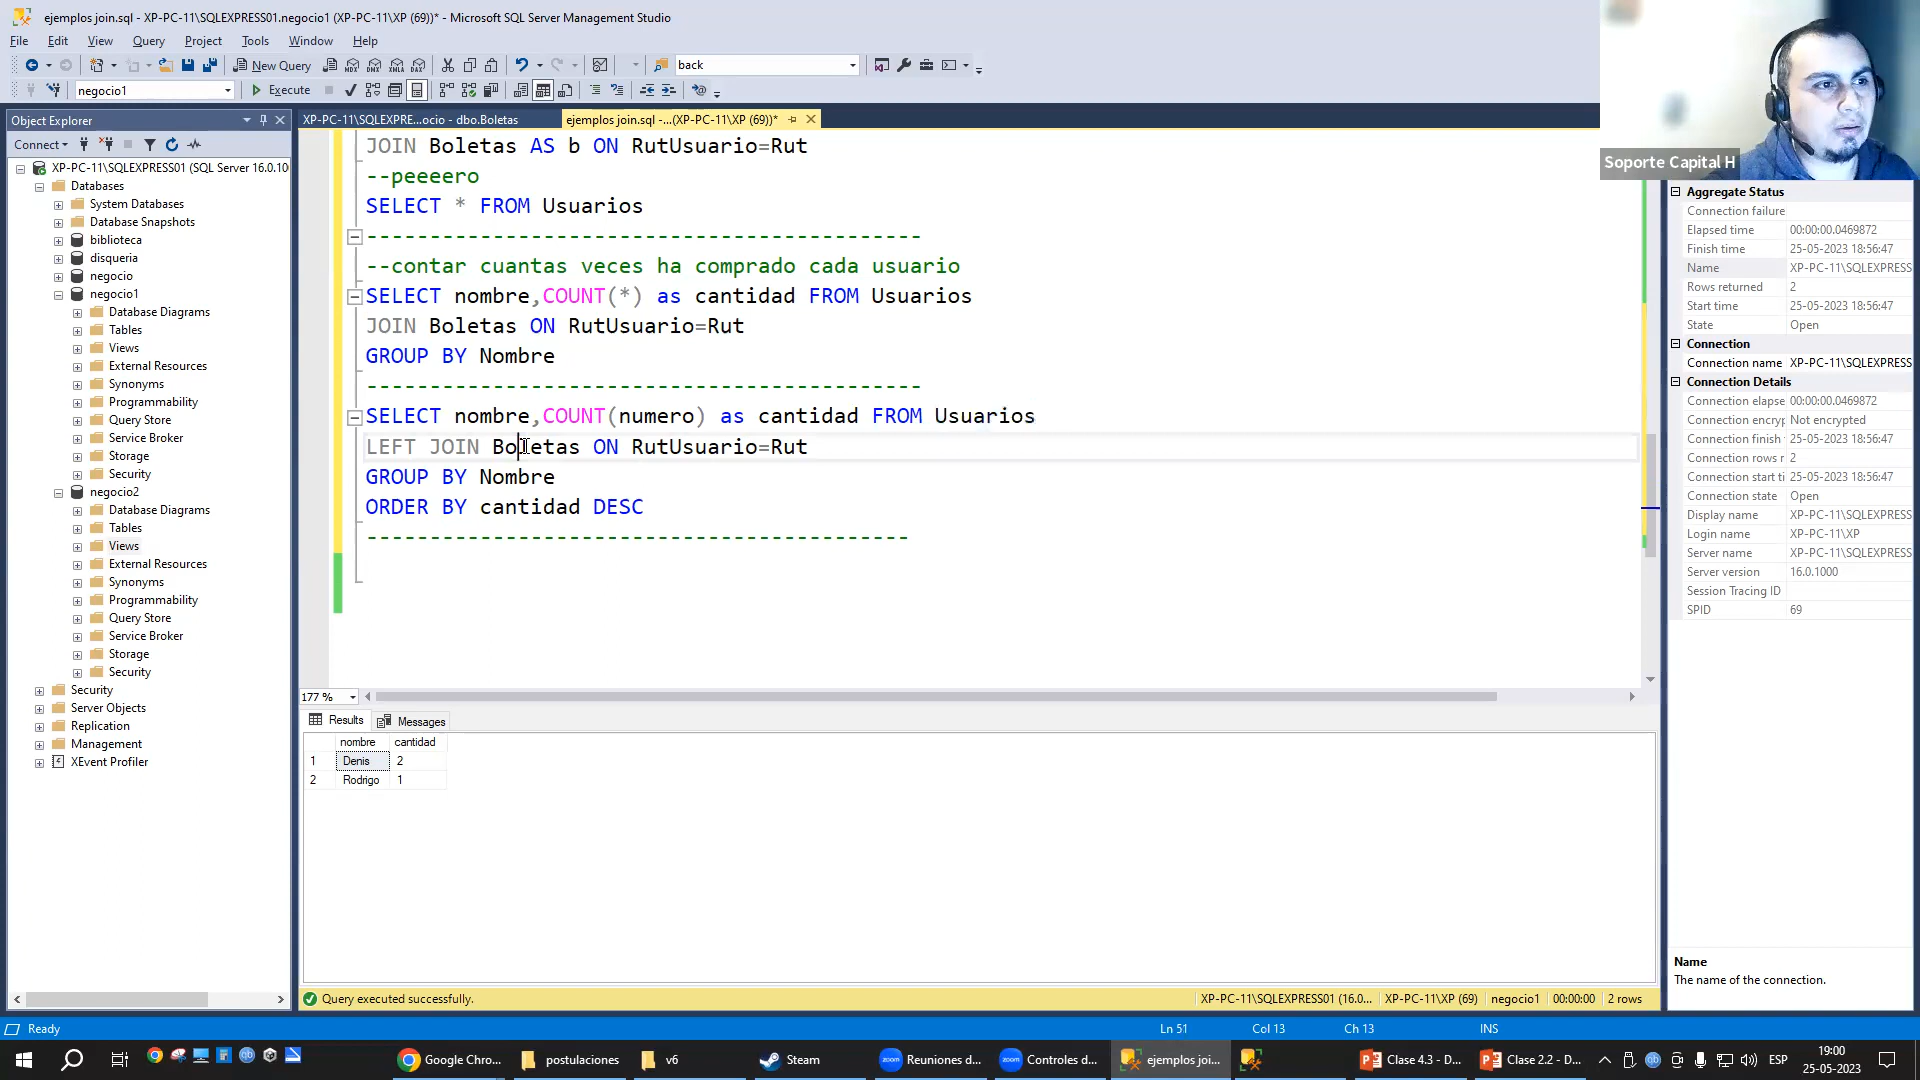 ejemplos join.sql - XP-PC-11\SQLEXPRESS01.negocio1 (XP-PC-11\XP (69))* - Microsoft SQL Server Management Studio
File Edit View Query Project Tools Window Help
New Query back
negocio1 Execute
Soporte Capital H
Object Explorer
Connect
XP-PC-11\SQLEXPRESS01 (SQL Server 16.0.10
Databases
System Databases
Database Snapshots
biblioteca
disqueria
negocio
negocio1
Database Diagrams
Tables
Views
External Resources
Synonyms
Programmability
Query Store
Service Broker
Storage
Security
negocio2
Database Diagrams
Tables
Views
External Resources
Synonyms
Programmability
Query Store
Service Broker
Storage
Security
Security
Server Objects
Replication
Management
XEvent Profiler
XP-PC-11\SQLEXPRE...ocio - dbo.Boletas ejemplos join.sql -...(XP-PC-11\XP (69))*
JOIN Boletas AS b ON RutUsuario=Rut
--peeeero
SELECT * FROM Usuarios
--------------------------------------------
--contar cuantas veces ha comprado cada usuario
SELECT nombre,COUNT(*) as cantidad FROM Usuarios
JOIN Boletas ON RutUsuario=Rut
GROUP BY Nombre
--------------------------------------------
SELECT nombre,COUNT(numero) as cantidad FROM Usuarios
LEFT JOIN Boletas ON RutUsuario=Rut
GROUP BY Nombre
ORDER BY cantidad DESC
-------------------------------------------
177 %
Results Messages
nombre cantidad
1 Denis 2
2 Rodrigo 1
Query executed successfully. XP-PC-11\SQLEXPRESS01 (16.0... XP-PC-11\XP (69) negocio1 00:00:00 2 rows
Aggregate Status
Connection failure
Elapsed time 00:00:00.0469872
Finish time 25-05-2023 18:56:47
Name XP-PC-11\SQLEXPRESS
Rows returned 2
Start time 25-05-2023 18:56:47
State Open
Connection
Connection name XP-PC-11\SQLEXPRESS
Connection Details
Connection elapse 00:00:00.0469872
Connection encryp Not encrypted
Connection finish 25-05-2023 18:56:47
Connection rows r 2
Connection start ti 25-05-2023 18:56:47
Connection state Open
Display name XP-PC-11\SQLEXPRESS
Login name XP-PC-11\XP
Server name XP-PC-11\SQLEXPRESS
Server version 16.0.1000
Session Tracing ID
SPID 69
Name
The name of the connection.
Ready Ln 51 Col 13 Ch 13 INS
Google Chro... postulaciones v6 Steam Reuniones d... Controles d... ejemplos joi... Clase 4.3 - D... Clase 2.2 - D... ESP 19:00
25-05-2023